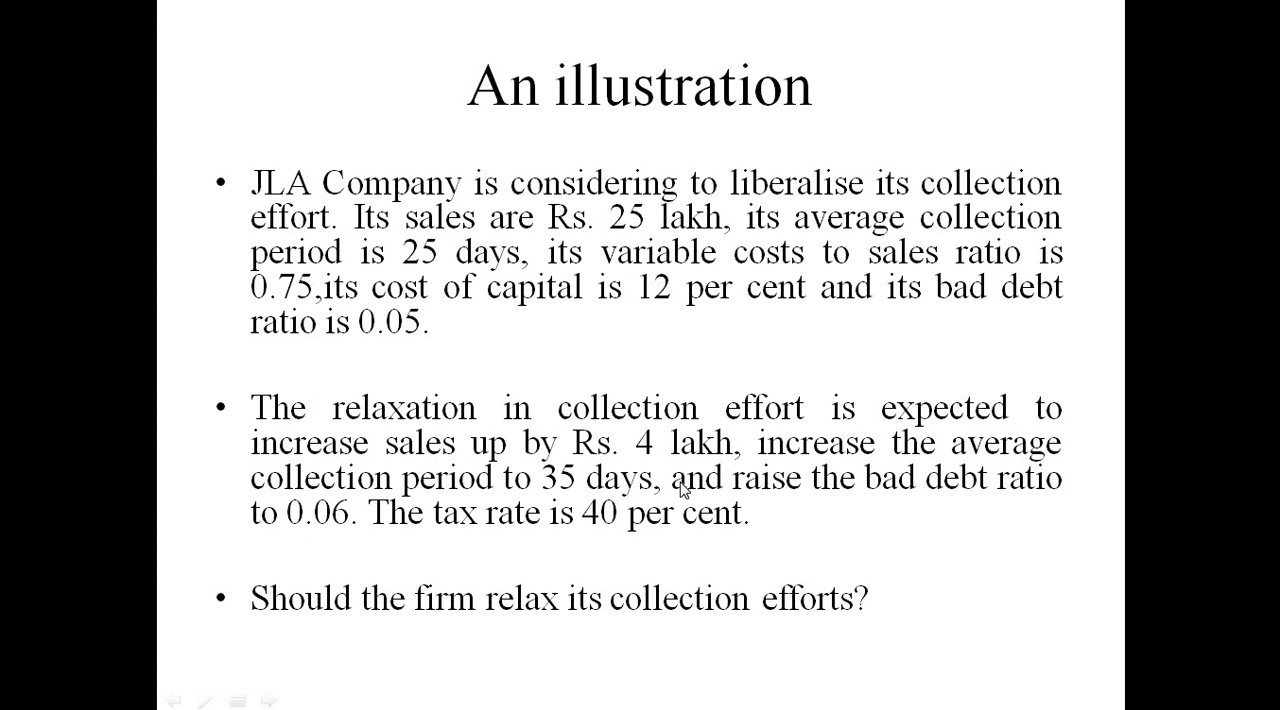 An illustration
• JLA Company is considering to liberalise its collection
effort. Its sales are Rs. 25 lakh, its average collection
period is 25 days, its variable costs to sales ratio is
0.75,its cost of capital is 12 per cent and its bad debt
ratio is 0.05.
• The relaxation in collection effort is expected to
increase sales up by Rs. 4 lakh, increase the average
collection period to 35 days, and raise the bad debt ratio
to 0.06. The tax rate is 40 per cent.
• Should the firm relax its collection efforts?